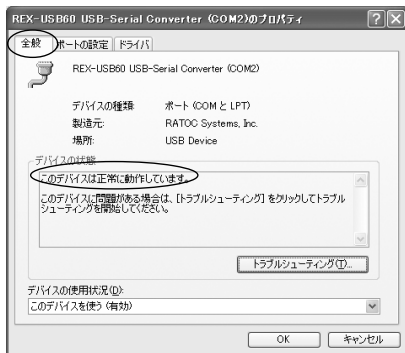 REX-USB60 USB-Serial Converter (COM2)のプロパティ
全般 ポートの設定 ドライバ
REX-USB60 USB-Serial Converter (COM2)
デバイスの種類: ポート (COM と LPT)
製造元: RATOC Systems, Inc.
場所: USB Device
デバイスの状態
このデバイスは正常に動作しています。
このデバイスに問題がある場合は、[トラブルシューティング] をクリックしてトラブル
シューティングを開始してください。
トラブルシューティング(T)...
デバイスの使用状況(D):
このデバイスを使う (有効)
OK キャンセル